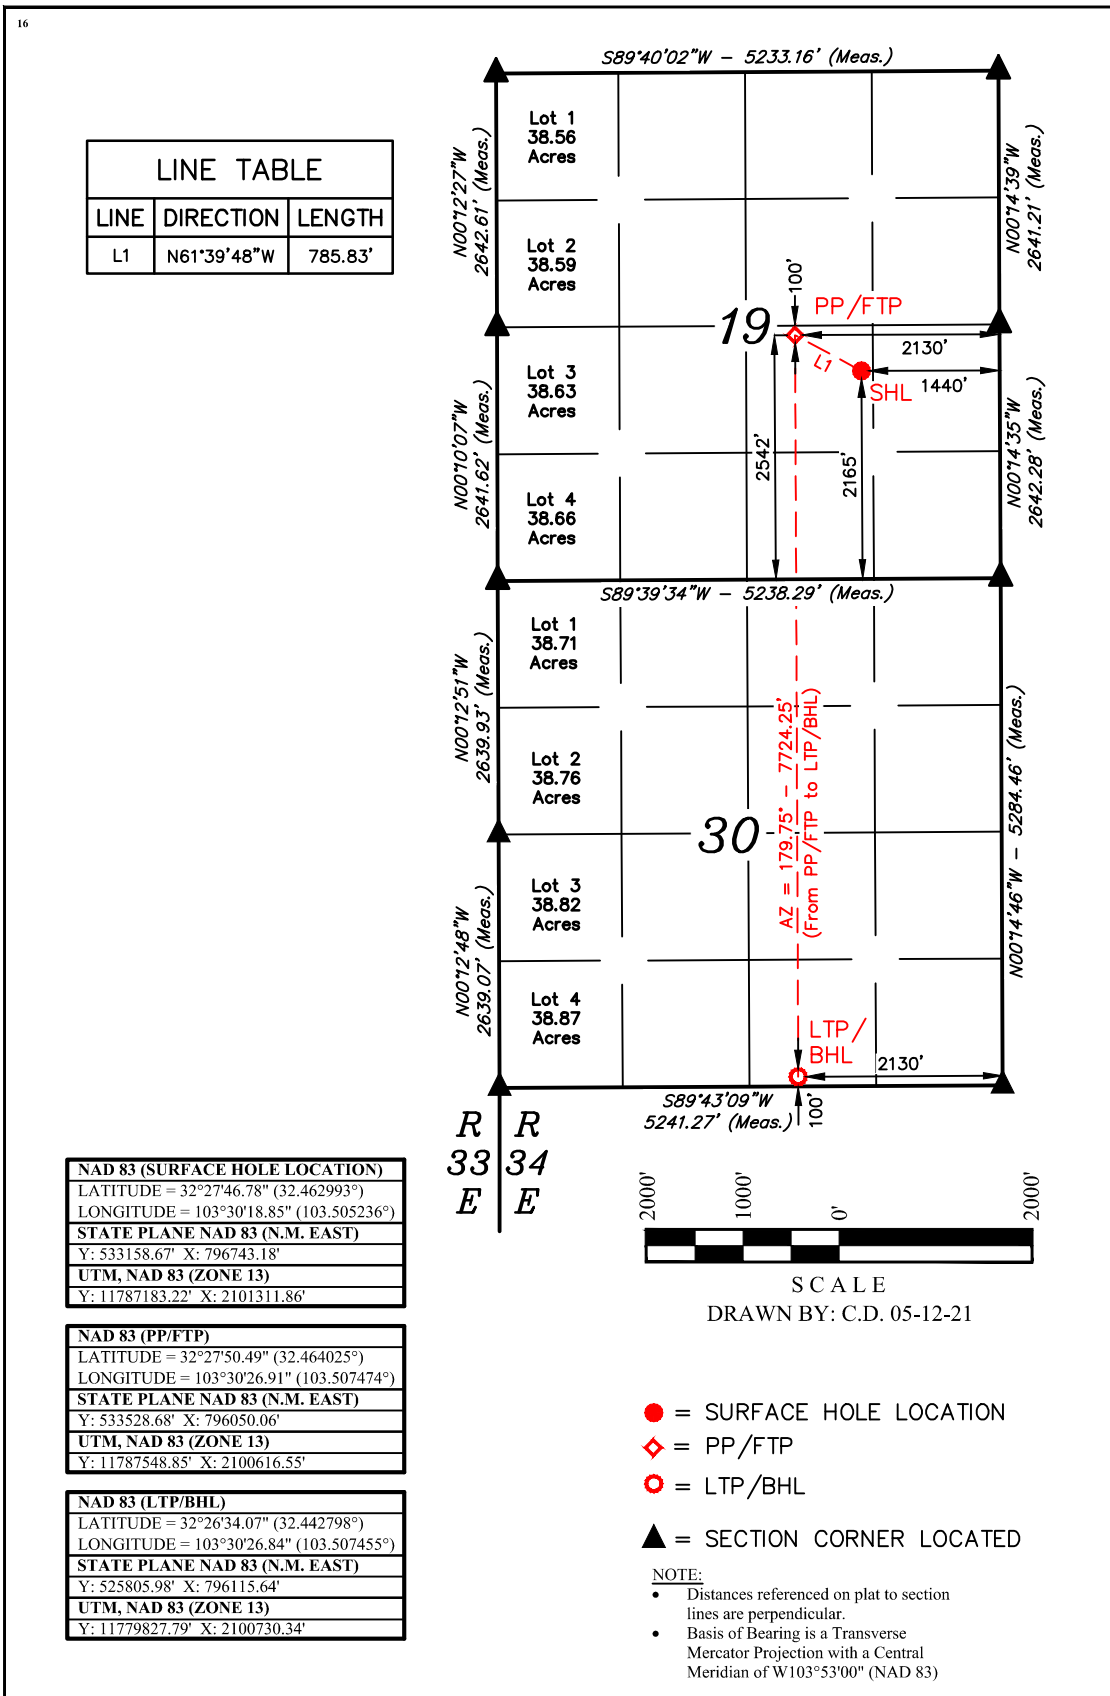 16
S89°40'02"W - 5233.16' (Meas.)
LINE TABLE
LINE DIRECTION LENGTH
L1 N61°39'48"W 785.83'
N00°12'27"W
2642.61' (Meas.)
Lot 1
38.56
Acres
N00°14'39"W
2641.21' (Meas.)
Lot 2
38.59
Acres
100'
PP/FTP
19
2130'
L1
SHL
1440'
N00°10'07"W
2641.62' (Meas.)
Lot 3
38.63
Acres
2542'
2165'
N00°14'35"W
2642.28' (Meas.)
Lot 4
38.66
Acres
S89°39'34"W - 5238.29' (Meas.)
N00°12'51"W
2639.93' (Meas.)
Lot 1
38.71
Acres
Lot 2
38.76
Acres
30
AZ = 179.75° - 7724.25'
(From PP/FTP to LTP/BHL)
N00°14'46"W - 5284.46' (Meas.)
N00°12'48"W
2639.07' (Meas.)
Lot 3
38.82
Acres
Lot 4
38.87
Acres
LTP/
BHL
2130'
100'
S89°43'09"W
5241.27' (Meas.)
R R
33 34
E E
NAD 83 (SURFACE HOLE LOCATION)
LATITUDE = 32°27'46.78" (32.462993°)
LONGITUDE = 103°30'18.85" (103.505236°)
STATE PLANE NAD 83 (N.M. EAST)
Y: 533158.67' X: 796743.18'
UTM, NAD 83 (ZONE 13)
Y: 11787183.22' X: 2101311.86'
NAD 83 (PP/FTP)
LATITUDE = 32°27'50.49" (32.464025°)
LONGITUDE = 103°30'26.91" (103.507474°)
STATE PLANE NAD 83 (N.M. EAST)
Y: 533528.68' X: 796050.06'
UTM, NAD 83 (ZONE 13)
Y: 11787548.85' X: 2100616.55'
NAD 83 (LTP/BHL)
LATITUDE = 32°26'34.07" (32.442798°)
LONGITUDE = 103°30'26.84" (103.507455°)
STATE PLANE NAD 83 (N.M. EAST)
Y: 525805.98' X: 796115.64'
UTM, NAD 83 (ZONE 13)
Y: 11779827.79' X: 2100730.34'
2000' 1000' 0' 2000'
SCALE
DRAWN BY: C.D. 05-12-21
= SURFACE HOLE LOCATION
= PP/FTP
= LTP/BHL
= SECTION CORNER LOCATED
NOTE:
• Distances referenced on plat to section
lines are perpendicular.
• Basis of Bearing is a Transverse
Mercator Projection with a Central
Meridian of W103°53'00" (NAD 83)